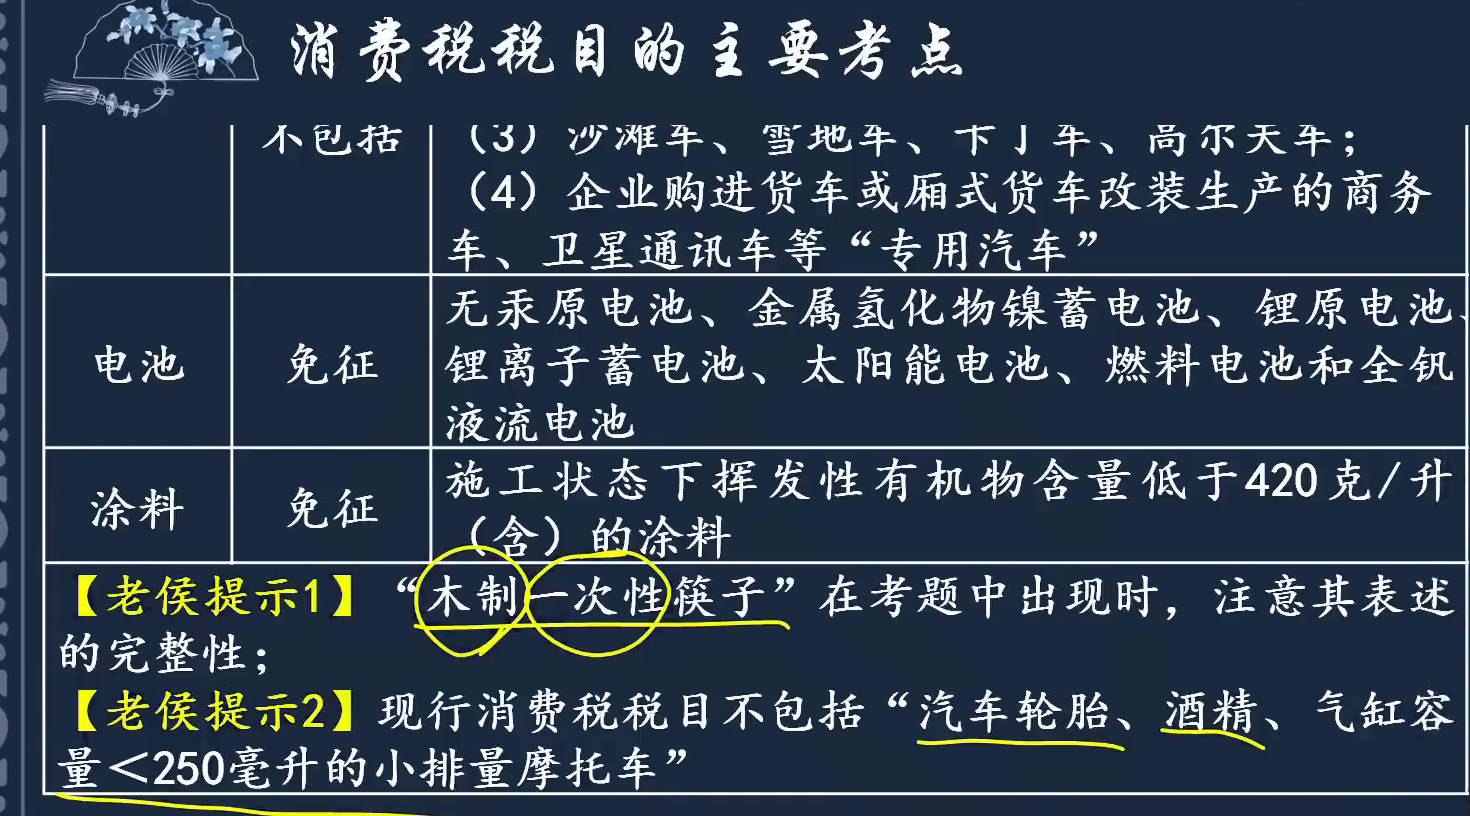 消费税税目的主要考点
不包括
（3）沙滩车、雪地车、卡丁车、高尔夫车；
（4）企业购进货车或厢式货车改装生产的商务
车、卫星通讯车等“专用汽车”
电池
免征
无汞原电池、金属氢化物镍蓄电池、锂原电池、
锂离子蓄电池、太阳能电池、燃料电池和全钒
液流电池
涂料
免征
施工状态下挥发性有机物含量低于420克/升
（含）的涂料
【老侯提示1】“木制一次性筷子”在考题中出现时，注意其表述
的完整性；
【老侯提示2】现行消费税税目不包括“汽车轮胎、酒精、气缸容
量＜250毫升的小排量摩托车”